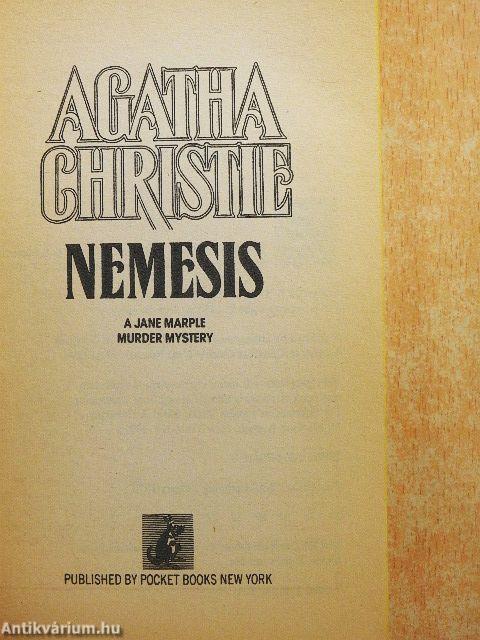 AGATHA
CHRISTIE
NEMESIS
A JANE MARPLE
MURDER MYSTERY
PUBLISHED BY POCKET BOOKS NEW YORK
Antikvárium.hu